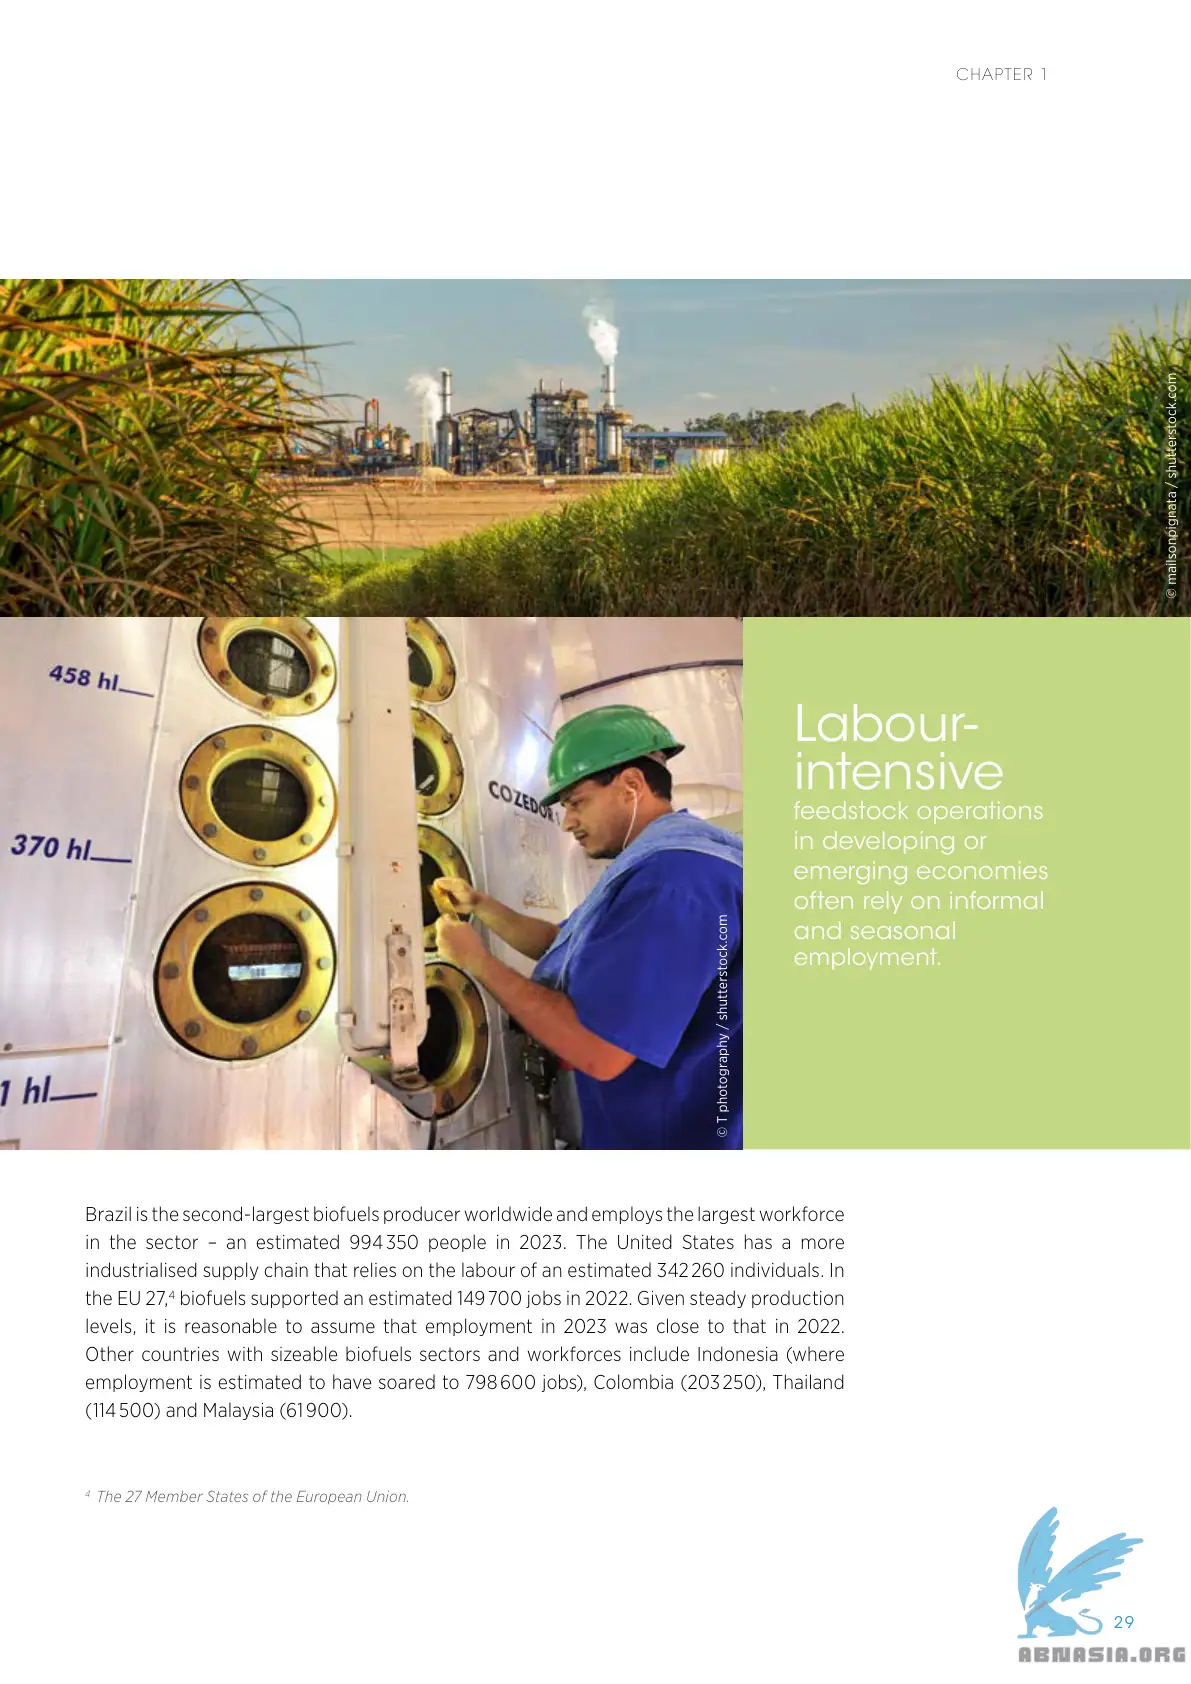 CHAPTER 1
© mailsonpignata / shutterstock.com
458 hl
370 hl
1 hl
COZEDOR 1
© T photography / shutterstock.com
Labour-
intensive
feedstock operations
in developing or
emerging economies
often rely on informal
and seasonal
employment.
Brazil is the second-largest biofuels producer worldwide and employs the largest workforce
in the sector – an estimated 994 350 people in 2023. The United States has a more
industrialised supply chain that relies on the labour of an estimated 342 260 individuals. In
the EU 27,⁴ biofuels supported an estimated 149 700 jobs in 2022. Given steady production
levels, it is reasonable to assume that employment in 2023 was close to that in 2022.
Other countries with sizeable biofuels sectors and workforces include Indonesia (where
employment is estimated to have soared to 798 600 jobs), Colombia (203 250), Thailand
(114 500) and Malaysia (61 900).
⁴ The 27 Member States of the European Union.
29
ABNASIA.ORG